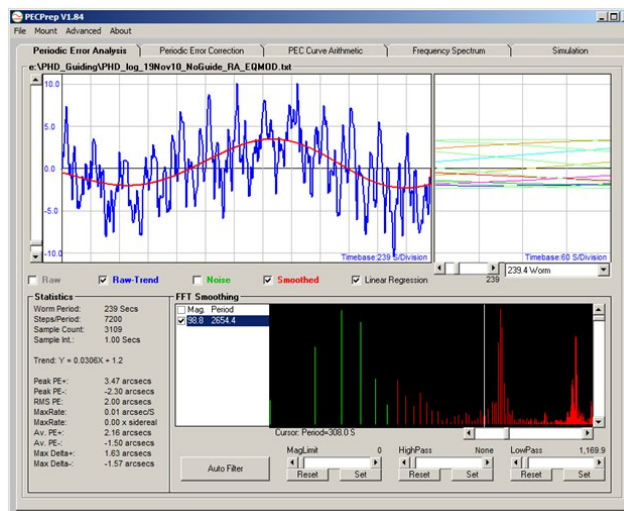 PECPrep V1.84
File Mount Advanced About
Periodic Error Analysis Periodic Error Correction PEC Curve Arithmetic Frequency Spectrum Simulation
e:\PHD_Guiding\PHD_log_19Nov10_NoGuide_RA_EQMOD.txt
10.0
5.0
0.0
-5.0
-10.0
Timebase:239 S/Division
Timebase:60 S/Division
Raw Raw-Trend Noise Smoothed Linear Regression 239 239.4 Worm
Statistics
Worm Period: 239 Secs
Steps/Period: 7200
Sample Count: 3109
Sample Int.: 1.00 Secs
Trend: Y = 0.0306X + 1.2
Peak PE+: 3.47 arcsecs
Peak PE-: -2.30 arcsecs
RMS PE: 2.00 arcsecs
MaxRate: 0.01 arcsec/S
MaxRate: 0.00 x sidereal
Av. PE+: 2.16 arcsecs
Av. PE-: -1.50 arcsecs
Max Delta+: 1.63 arcsecs
Max Delta-: -1.57 arcsecs
FFT Smoothing
Mag. Period
98.8 2654.4
Cursor: Period=308.0 S
Auto Filter
MagLimit 0 HighPass None LowPass 1,169.9
Reset Set Reset Set Reset Set